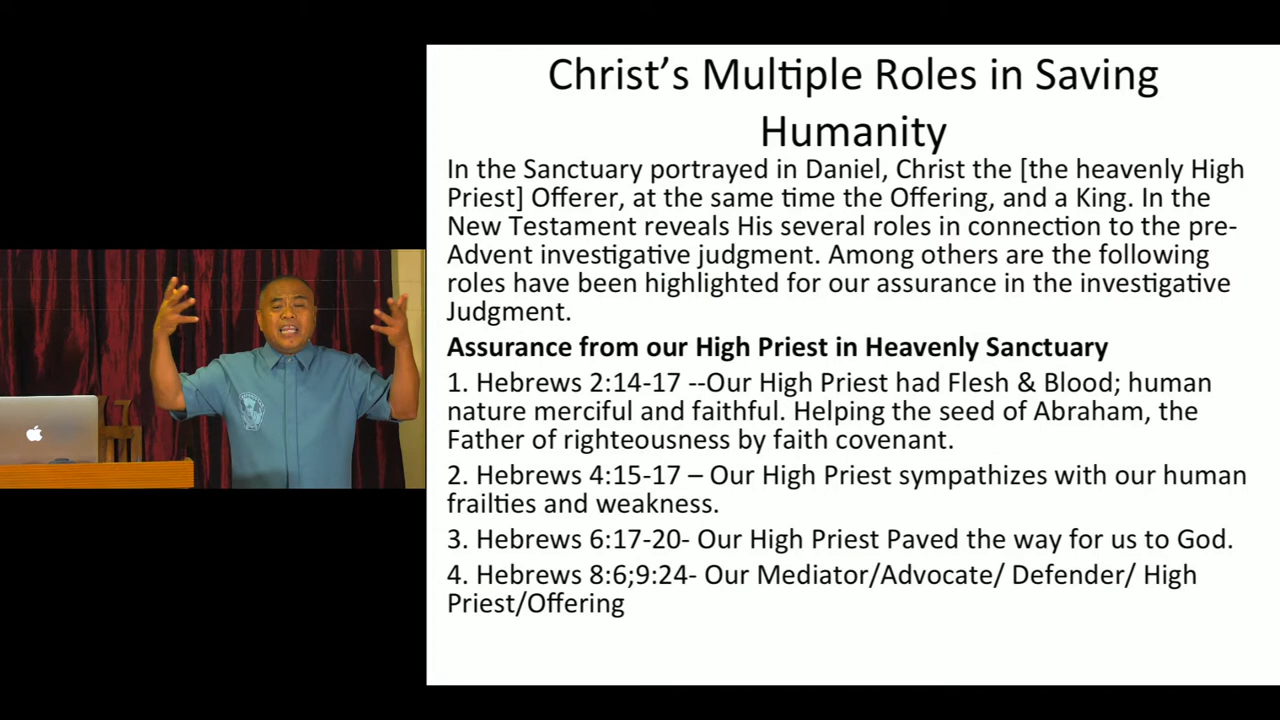 Christ's Multiple Roles in Saving
Humanity
In the Sanctuary portrayed in Daniel, Christ the [the heavenly High
Priest] Offerer, at the same time the Offering, and a King. In the
New Testament reveals His several roles in connection to the pre-
Advent investigative judgment. Among others are the following
roles have been highlighted for our assurance in the investigative
Judgment.
Assurance from our High Priest in Heavenly Sanctuary
1. Hebrews 2:14-17 --Our High Priest had Flesh & Blood; human
nature merciful and faithful. Helping the seed of Abraham, the
Father of righteousness by faith covenant.
2. Hebrews 4:15-17 – Our High Priest sympathizes with our human
frailties and weakness.
3. Hebrews 6:17-20- Our High Priest Paved the way for us to God.
4. Hebrews 8:6;9:24- Our Mediator/Advocate/ Defender/ High
Priest/Offering